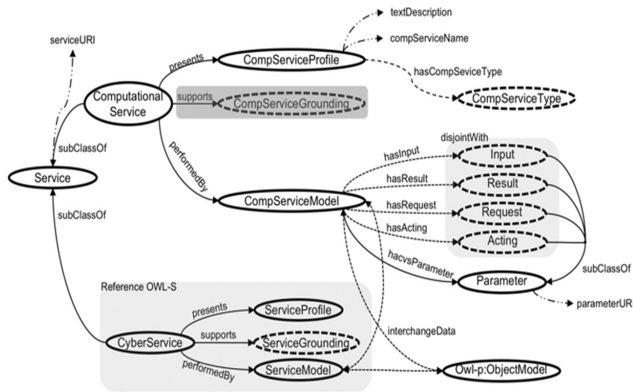 textDescription
serviceURI
compServiceName
presents
CompServiceProfile
hasCompSeviceType
Computational
Service
supports
CompServiceGrounding
CompServiceType
subClassOf
performedBy
disjointWith
hasInput
Input
Service
hasResult
Result
CompServiceModel
hasRequest
Request
subClassOf
hasActing
Acting
hacvsParameter
subClassOf
Parameter
Reference OWL-S
parameterUR
presents
ServiceProfile
interchangeData
CyberService
supports
ServiceGrounding
performedBy
ServiceModel
Owl-p:ObjectModel